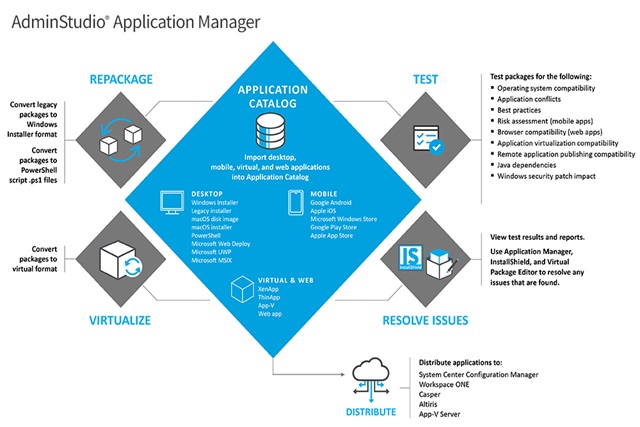 AdminStudio® Application Manager
REPACKAGE
Convert legacy
packages to
Windows
Installer format
Convert
packages to
PowerShell
script .ps1 files
APPLICATION
CATALOG
Import desktop,
mobile, virtual, and web applications
into Application Catalog
DESKTOP
Windows Installer
Legacy installer
macOS disk image
macOS installer
PowerShell
Microsoft Web Deploy
Microsoft UWP
Microsoft MSIX
MOBILE
Google Android
Apple iOS
Microsoft Windows Store
Google Play Store
Apple App Store
VIRTUAL & WEB
XenApp
ThinApp
App-V
Web app
TEST
Test packages for the following:
▪ Operating system compatibility
▪ Application conflicts
▪ Best practices
▪ Risk assessment (mobile apps)
▪ Browser compatibility (web apps)
▪ Application virtualization compatibility
▪ Remote application publishing compatibility
▪ Java dependencies
▪ Windows security patch impact
Convert
packages to
virtual format
VIRTUALIZE
IS
InstallShield
View test results and reports.
Use Application Manager,
InstallShield, and Virtual
Package Editor to resolve any
issues that are found.
RESOLVE ISSUES
DISTRIBUTE
Distribute applications to:
System Center Configuration Manager
Workspace ONE
Casper
Altiris
App-V Server